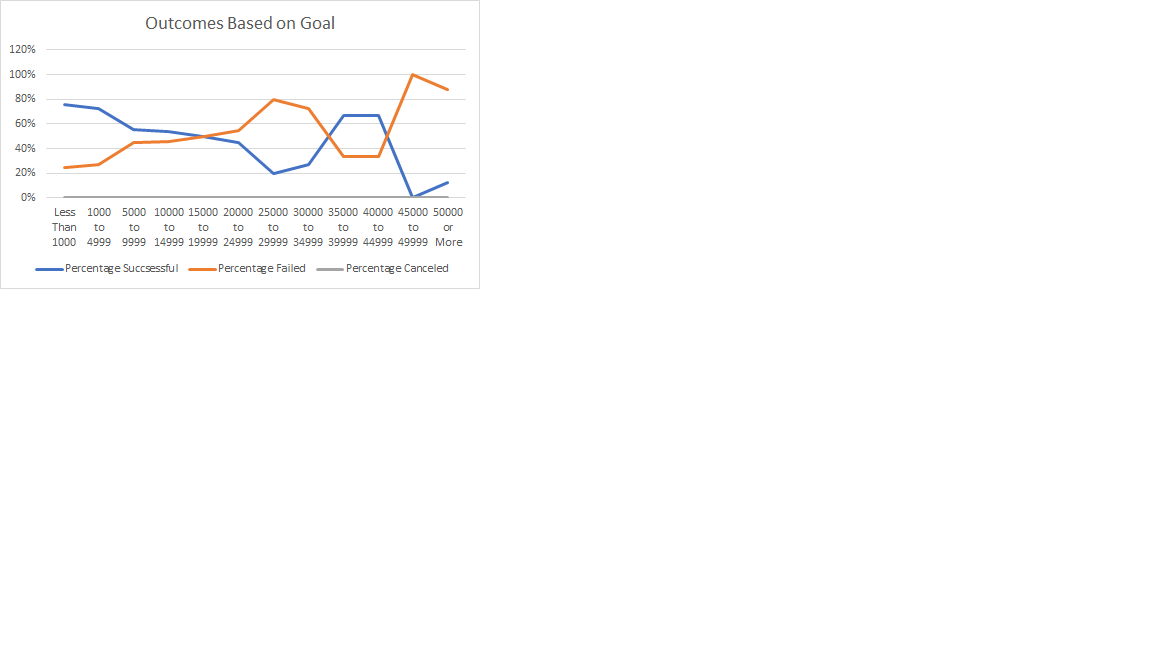 Outcomes Based on Goal
120%
100%
80%
60%
40%
20%
0%
Less Than 1000
1000 to 4999
5000 to 9999
10000 to 14999
15000 to 19999
20000 to 24999
25000 to 29999
30000 to 34999
35000 to 39999
40000 to 44999
45000 to 49999
50000 or More
Percentage Succsessful
Percentage Failed
Percentage Canceled